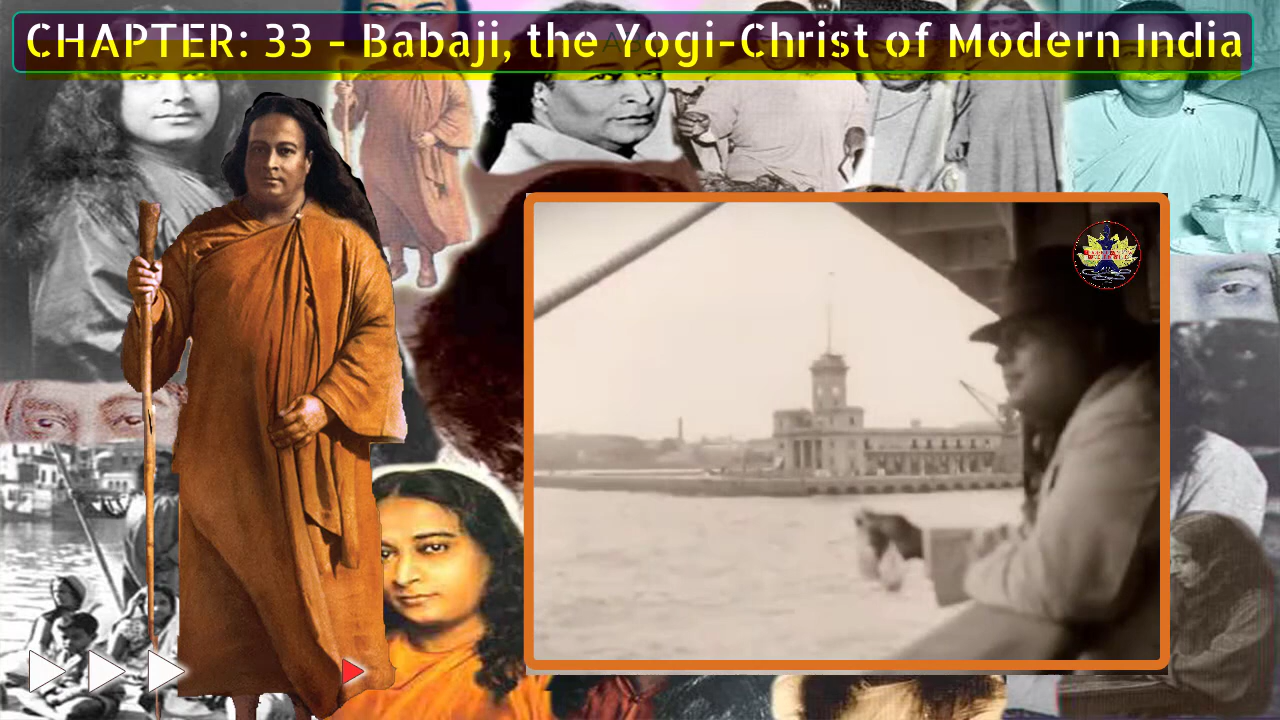 CHAPTER: 33 - Babaji, the Yogi-Christ of Modern India